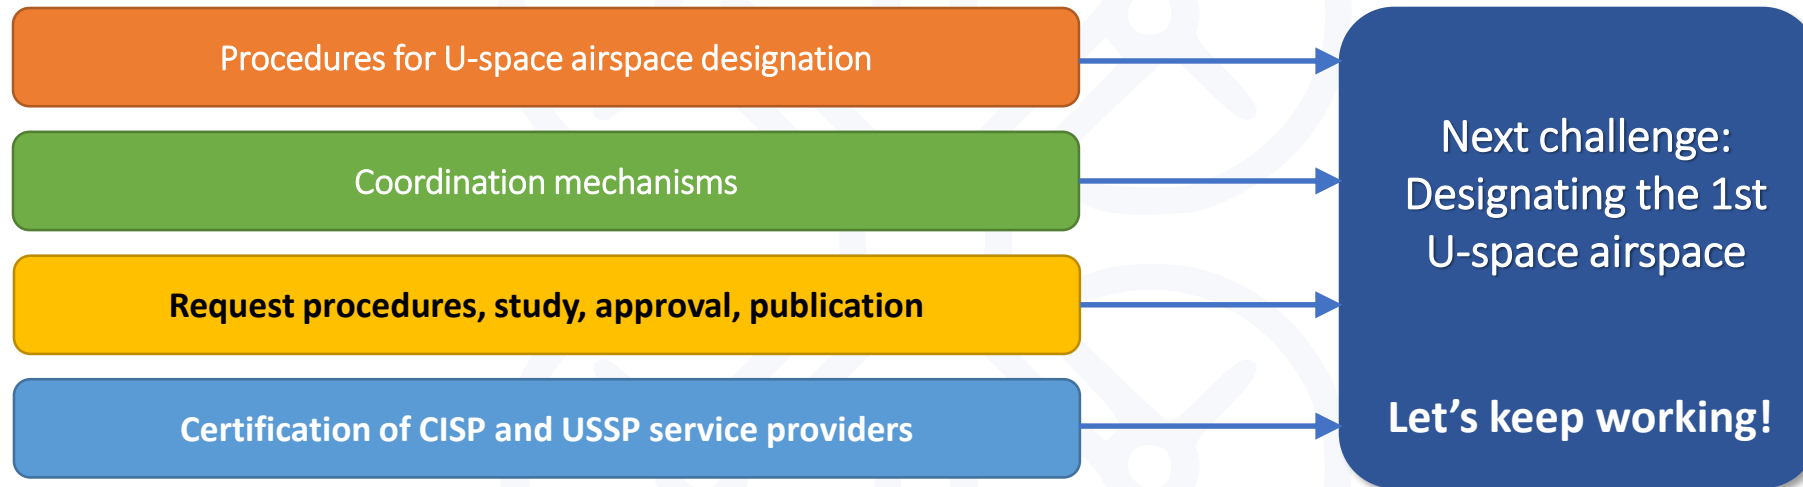 Procedures for U-space airspace designation
Coordination mechanisms
Request procedures, study, approval, publication
Certification of CISP and USSP service providers
Next challenge:
Designating the 1st
U-space airspace
Let’s keep working!